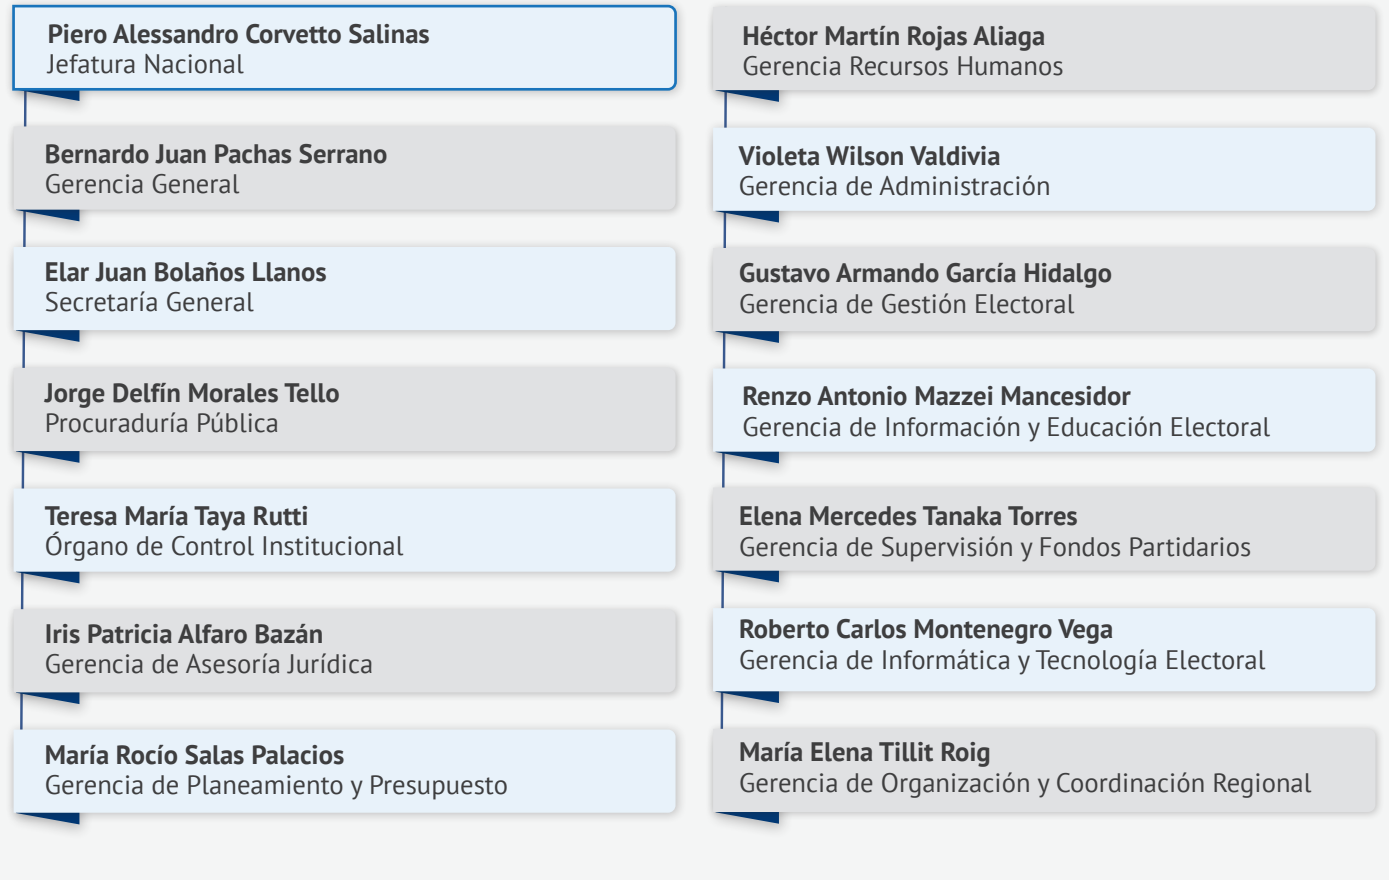 Piero Alessandro Corvetto Salinas
Jefatura Nacional
Bernardo Juan Pachas Serrano
Gerencia General
Elar Juan Bolaños Llanos
Secretaría General
Jorge Delfín Morales Tello
Procuraduría Pública
Teresa María Taya Rutti
Órgano de Control Institucional
Iris Patricia Alfaro Bazán
Gerencia de Asesoría Jurídica
María Rocío Salas Palacios
Gerencia de Planeamiento y Presupuesto
Héctor Martín Rojas Aliaga
Gerencia Recursos Humanos
Violeta Wilson Valdivia
Gerencia de Administración
Gustavo Armando García Hidalgo
Gerencia de Gestión Electoral
Renzo Antonio Mazzei Mancesidor
Gerencia de Información y Educación Electoral
Elena Mercedes Tanaka Torres
Gerencia de Supervisión y Fondos Partidarios
Roberto Carlos Montenegro Vega
Gerencia de Informática y Tecnología Electoral
María Elena Tillit Roig
Gerencia de Organización y Coordinación Regional